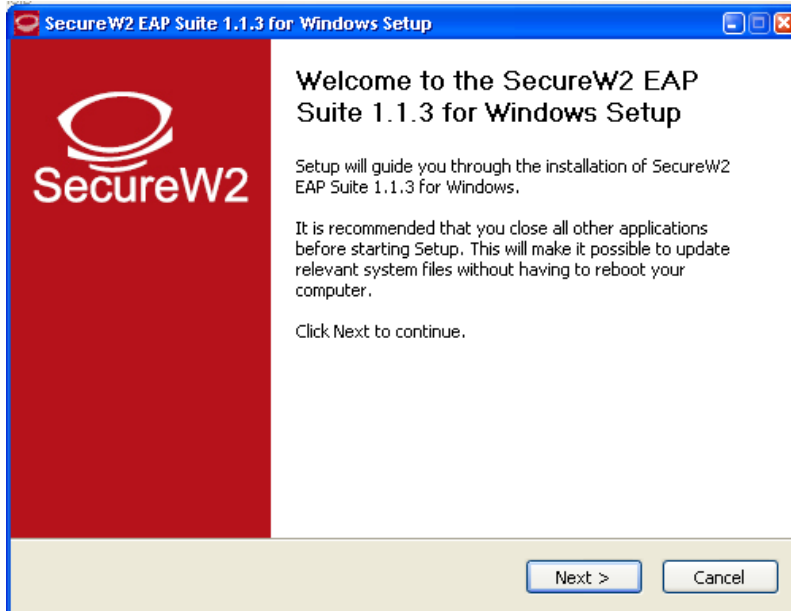 SecureW2 EAP Suite 1.1.3 for Windows Setup
Welcome to the SecureW2 EAP
Suite 1.1.3 for Windows Setup
SecureW2
Setup will guide you through the installation of SecureW2
EAP Suite 1.1.3 for Windows.
It is recommended that you close all other applications
before starting Setup. This will make it possible to update
relevant system files without having to reboot your
computer.
Click Next to continue.
Next >
Cancel